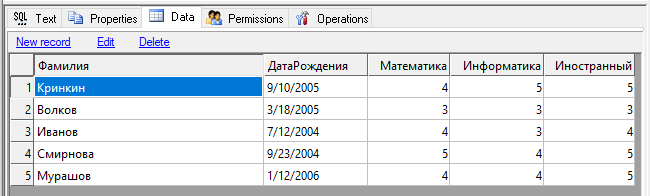 SQL Text Properties Data Permissions Operations
New record Edit Delete
Фамилия ДатаРождения Математика Информатика Иностранный
1 Кринкин 9/10/2005 4 5 5
2 Волков 3/18/2005 3 3 3
3 Иванов 7/12/2004 4 3 4
4 Смирнова 9/23/2004 5 4 5
5 Мурашов 1/12/2006 4 4 5